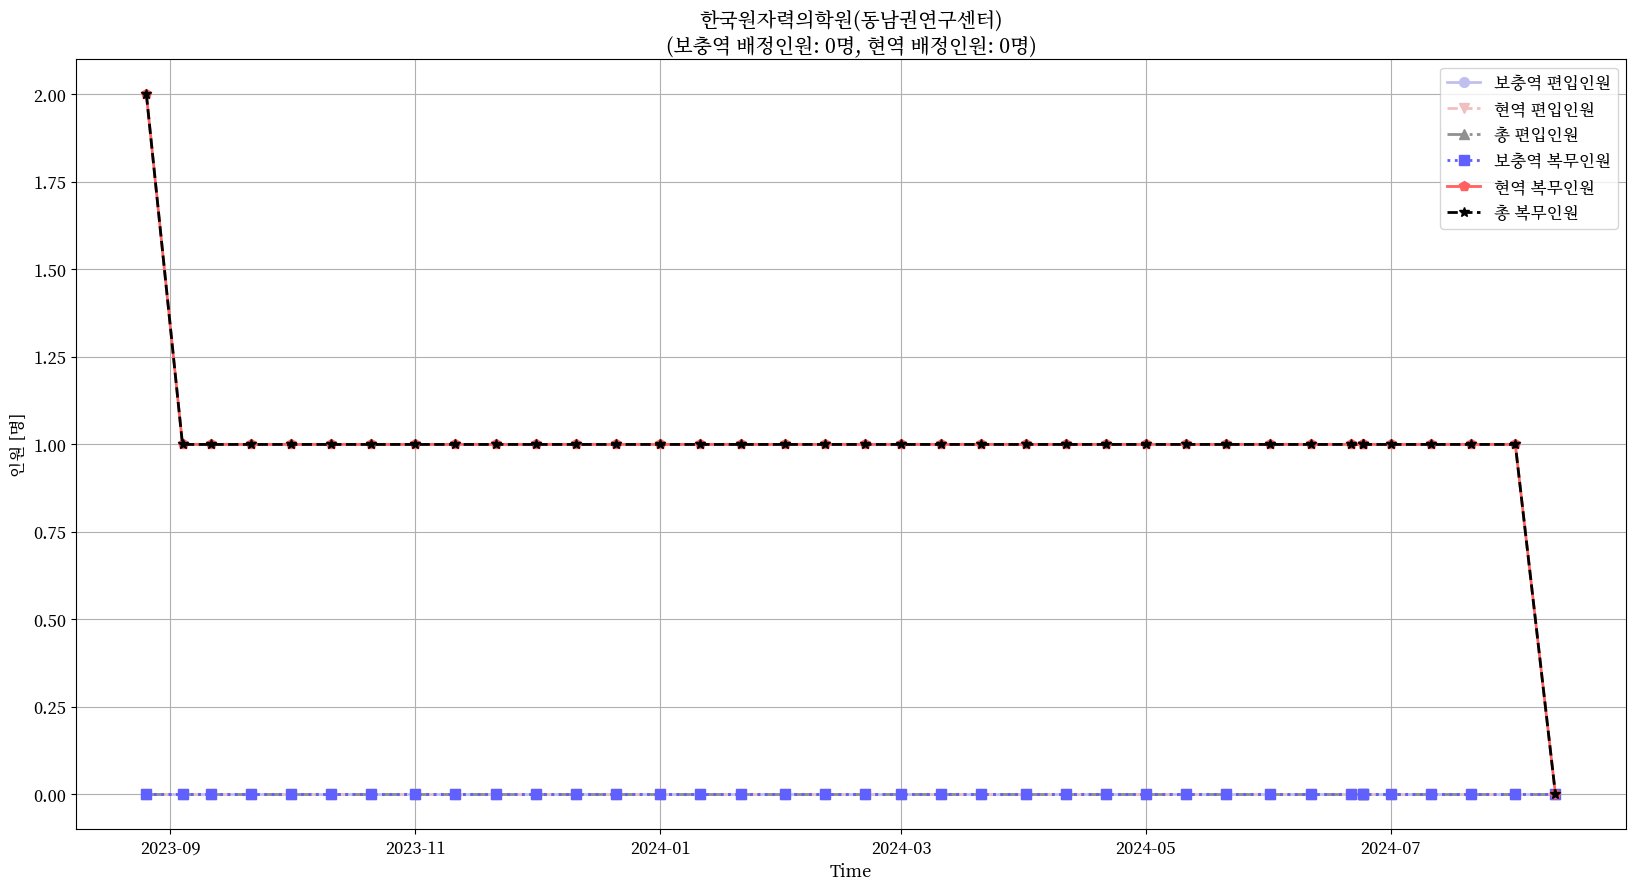 한국원자력의학원(동남권연구센터)
(보충역 배정인원: 0명, 현역 배정인원: 0명)
보충역 편입인원
현역 편입인원
총 편입인원
보충역 복무인원
현역 복무인원
총 복무인원
인원 [명]
2.00
1.75
1.50
1.25
1.00
0.75
0.50
0.25
0.00
2023-09
2023-11
2024-01
2024-03
2024-05
2024-07
Time